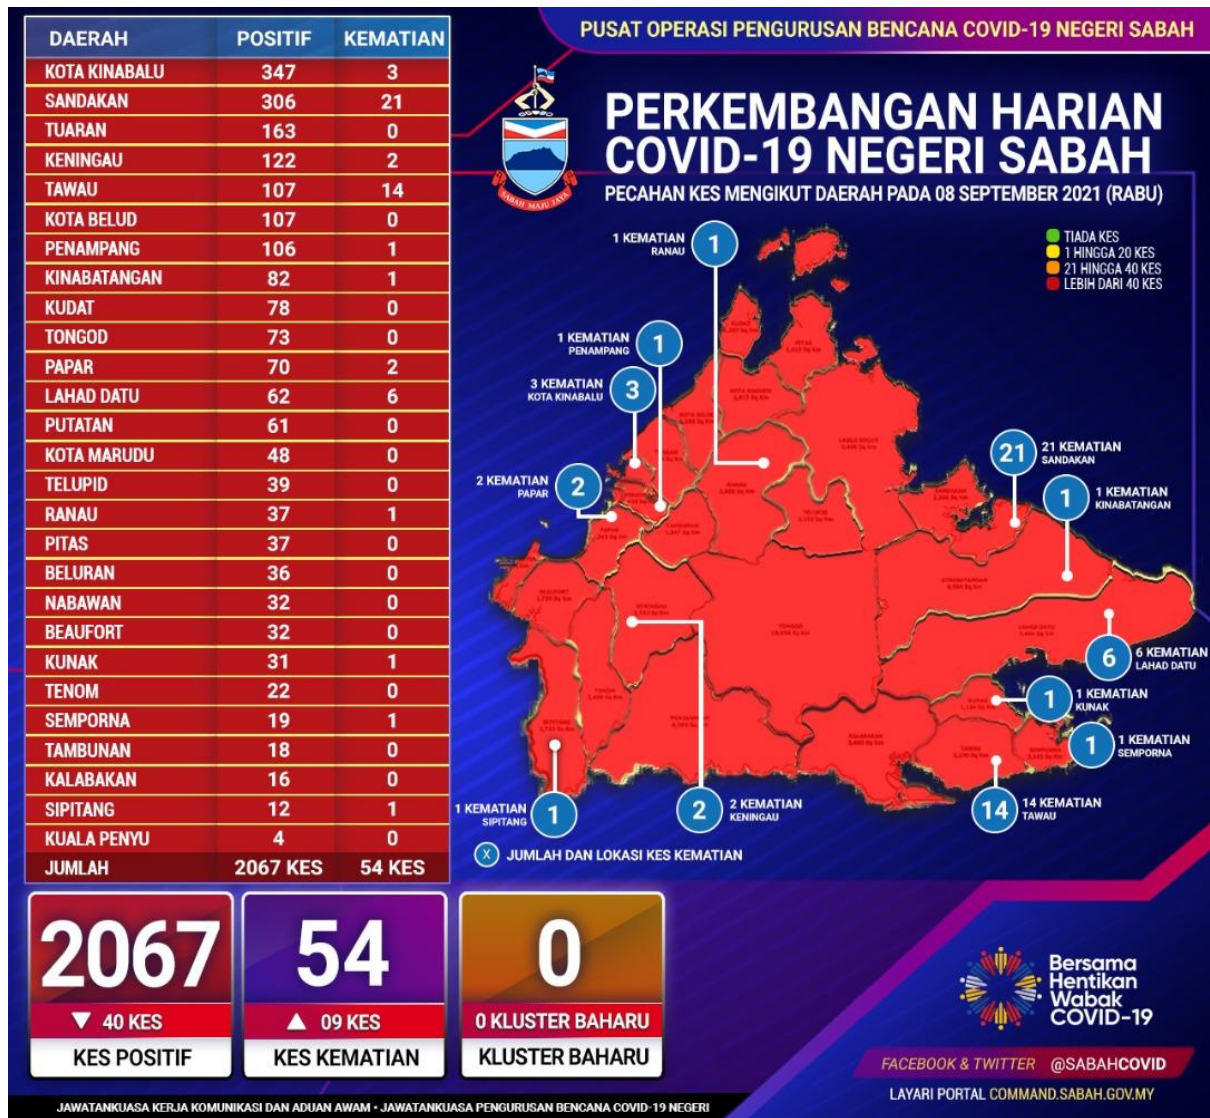 PUSAT OPERASI PENGURUSAN BENCANA COVID-19 NEGERI SABAH
PERKEMBANGAN HARIAN
COVID-19 NEGERI SABAH
PECAHAN KES MENGIKUT DAERAH PADA 08 SEPTEMBER 2021 (RABU)
SABAH MAJU JAYA
DAERAH POSITIF KEMATIAN
KOTA KINABALU 347 3
SANDAKAN 306 21
TUARAN 163 0
KENINGAU 122 2
TAWAU 107 14
KOTA BELUD 107 0
PENAMPANG 106 1
KINABATANGAN 82 1
KUDAT 78 0
TONGOD 73 0
PAPAR 70 2
LAHAD DATU 62 6
PUTATAN 61 0
KOTA MARUDU 48 0
TELUPID 39 0
RANAU 37 1
PITAS 37 0
BELURAN 36 0
NABAWAN 32 0
BEAUFORT 32 0
KUNAK 31 1
TENOM 22 0
SEMPORNA 19 1
TAMBUNAN 18 0
KALABAKAN 16 0
SIPITANG 12 1
KUALA PENYU 4 0
JUMLAH 2067 KES 54 KES
TIADA KES
1 HINGGA 20 KES
21 HINGGA 40 KES
LEBIH DARI 40 KES
1 KEMATIAN
RANAU
1
1 KEMATIAN
PENAMPANG
1
3 KEMATIAN
KOTA KINABALU
3
2 KEMATIAN
PAPAR
2
21
21 KEMATIAN
SANDAKAN
1
1 KEMATIAN
KINABATANGAN
6
6 KEMATIAN
LAHAD DATU
1
1 KEMATIAN
KUNAK
1
1 KEMATIAN
SEMPORNA
14
14 KEMATIAN
TAWAU
2
2 KEMATIAN
KENINGAU
1 KEMATIAN
SIPITANG
1
X JUMLAH DAN LOKASI KES KEMATIAN
2067
▼ 40 KES
KES POSITIF
54
▲ 09 KES
KES KEMATIAN
0
0 KLUSTER BAHARU
KLUSTER BAHARU
Bersama
Hentikan
Wabak
COVID-19
FACEBOOK & TWITTER @SABAHCOVID
LAYARI PORTAL COMMAND.SABAH.GOV.MY
JAWATANKUASA KERJA KOMUNIKASI DAN ADUAN AWAM • JAWATANKUASA PENGURUSAN BENCANA COVID-19 NEGERI